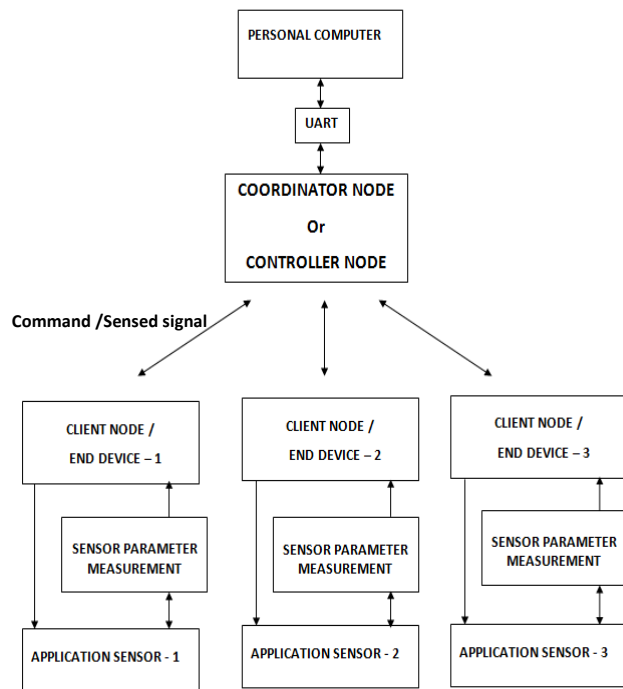 PERSONAL COMPUTER
UART
COORDINATOR NODE
Or
CONTROLLER NODE
Command /Sensed signal
CLIENT NODE /
END DEVICE – 1
CLIENT NODE /
END DEVICE – 2
CLIENT NODE /
END DEVICE – 3
SENSOR PARAMETER
MEASUREMENT
SENSOR PARAMETER
MEASUREMENT
SENSOR PARAMETER
MEASUREMENT
APPLICATION SENSOR - 1
APPLICATION SENSOR - 2
APPLICATION SENSOR - 3